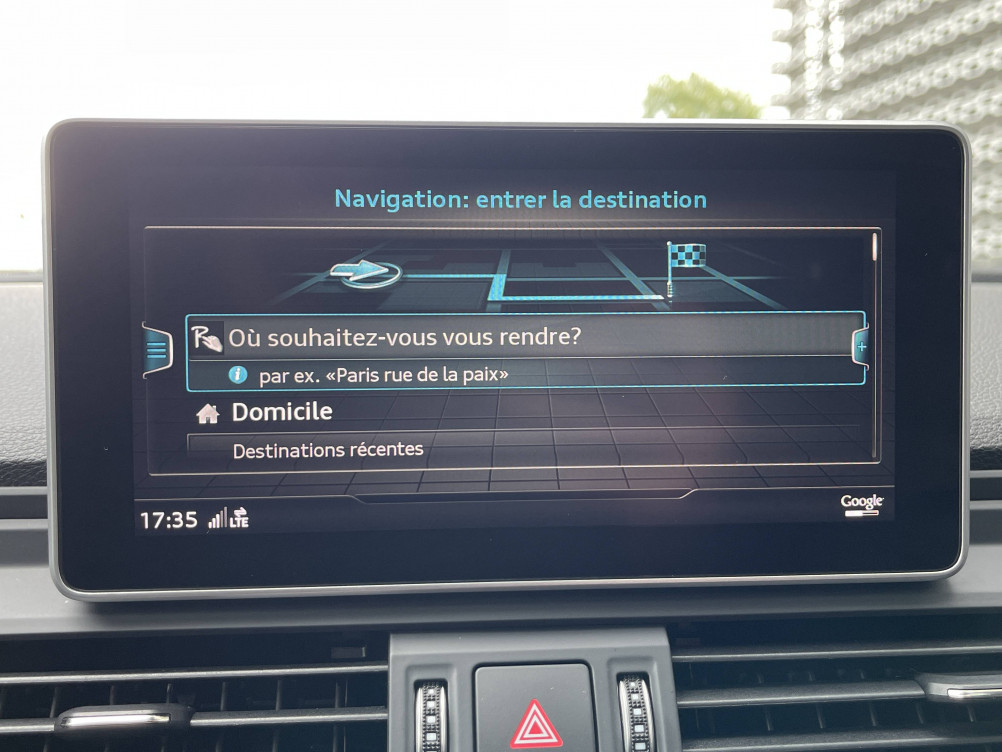 Navigation: entrer la destination
Où souhaitez-vous vous rendre?
par ex. «Paris rue de la paix»
Domicile
Destinations récentes
17:35 LTE
Google